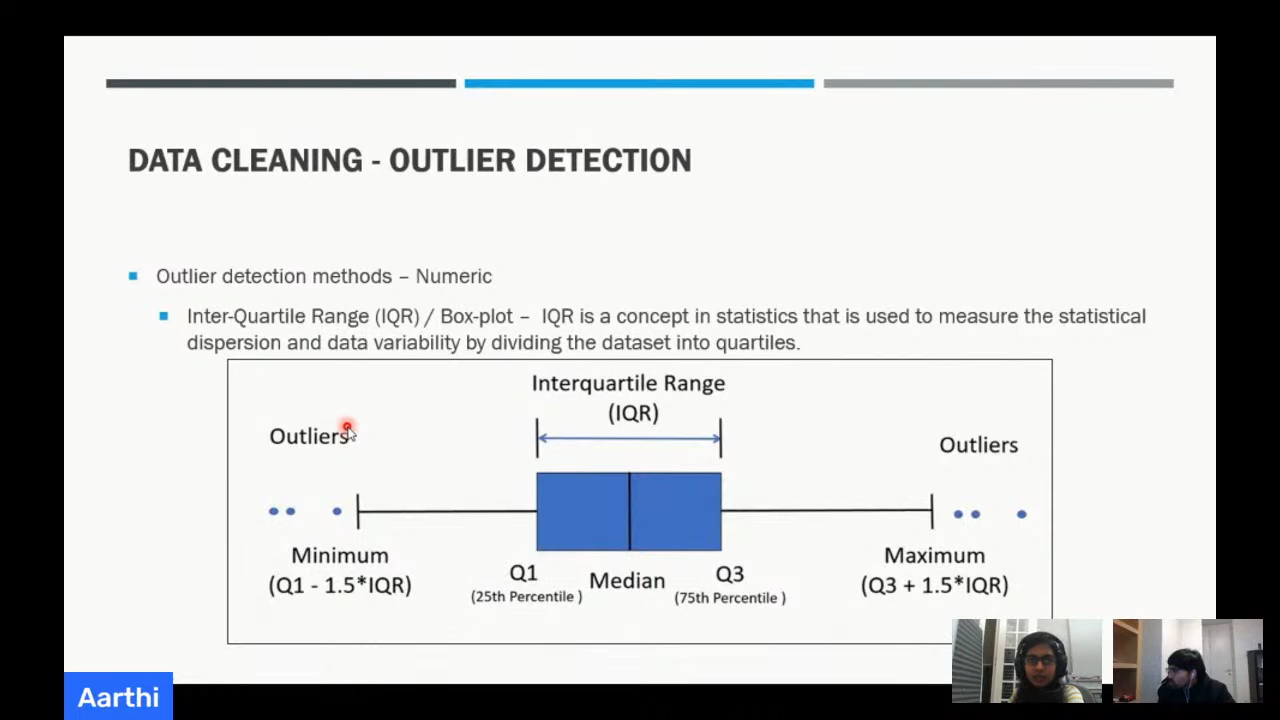 DATA CLEANING - OUTLIER DETECTION
Outlier detection methods – Numeric
Inter-Quartile Range (IQR) / Box-plot – IQR is a concept in statistics that is used to measure the statistical
dispersion and data variability by dividing the dataset into quartiles.
Interquartile Range
(IQR)
Outliers
Outliers
Minimum
(Q1 - 1.5*IQR)
Q1
(25th Percentile )
Median
Q3
(75th Percentile )
Maximum
(Q3 + 1.5*IQR)
Aarthi